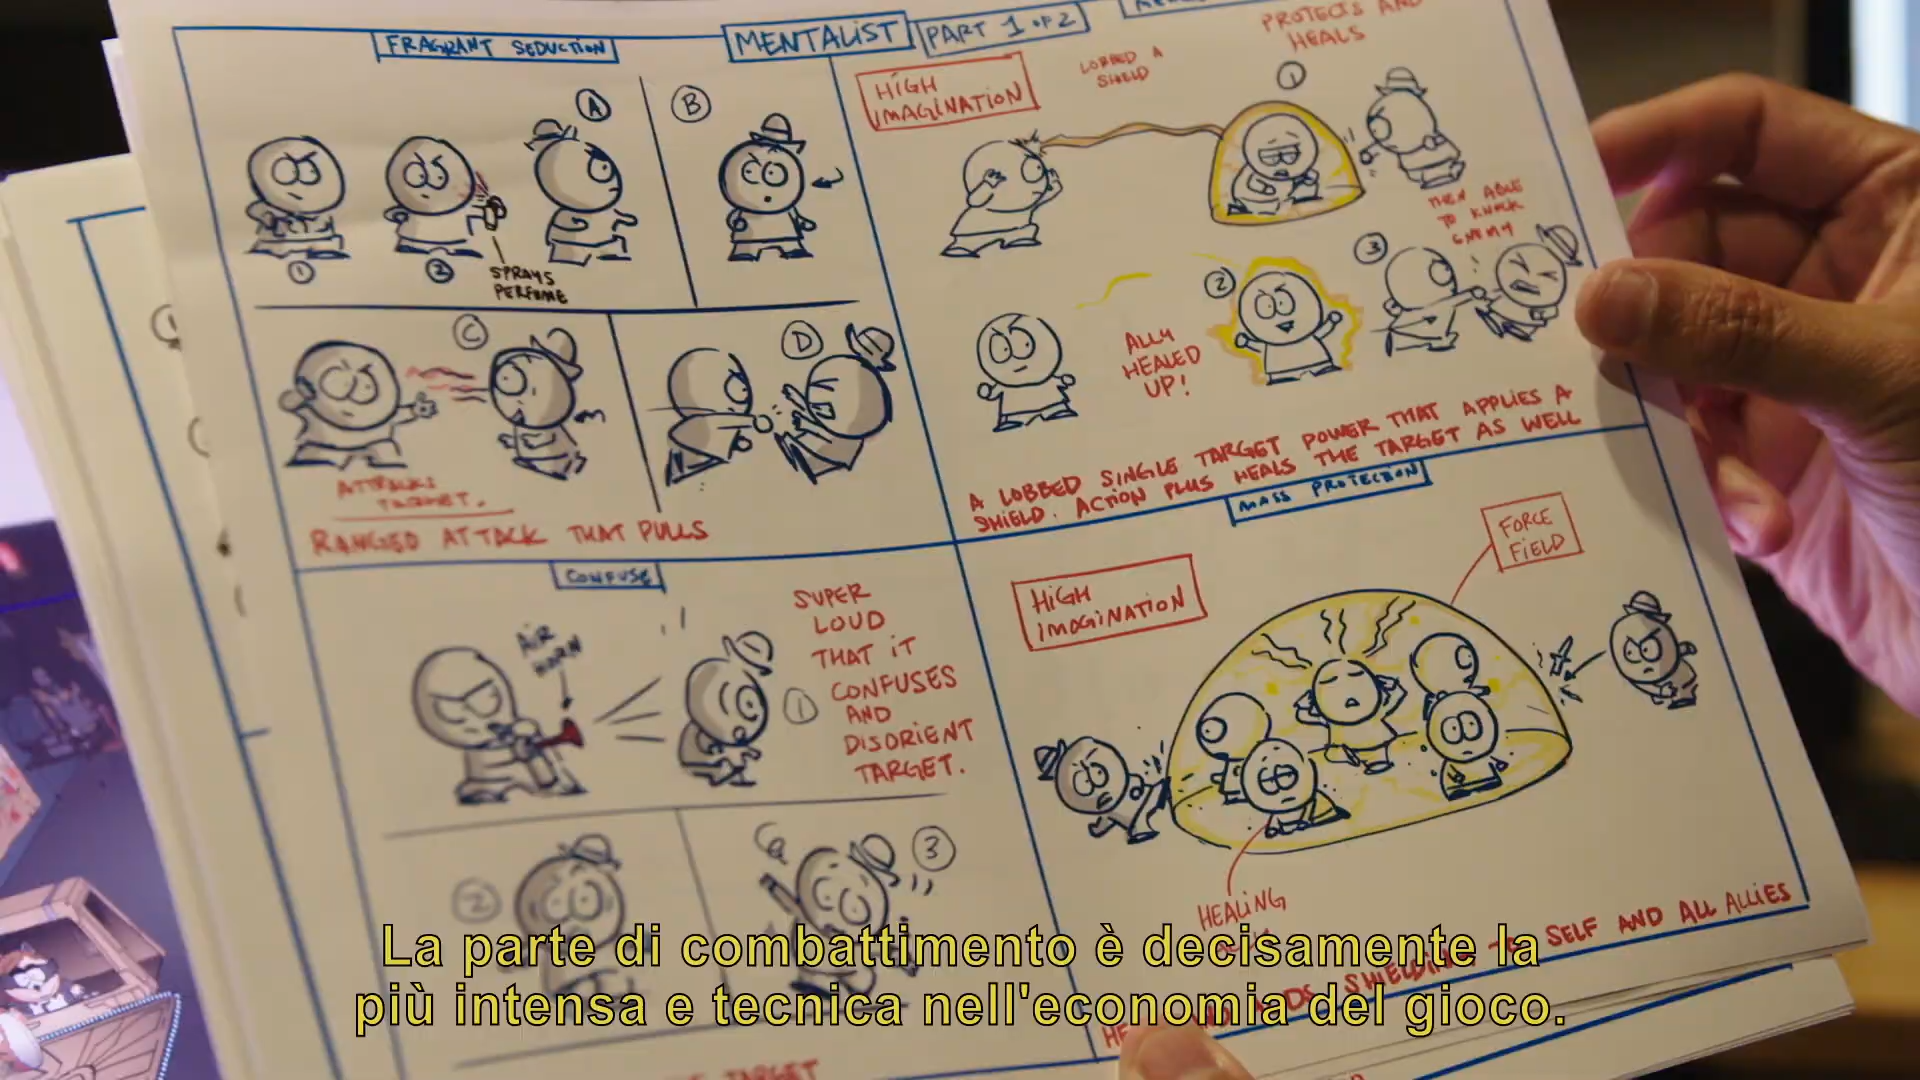 FRAGRANT SEDUCTION
MENTALIST
PART 1 OF 2
PROTECTS AND
HEALS
HIGH
IMAGINATION
LOBBED A
SHIELD
1
A
B
1
2
SPRAYS
PERFUME
THEN ABLE
TO KNOCK
ENEMY
2
3
ALLY
HEALED
UP!
C
D
ATTRACKS
TARGET.
RANGED ATTACK THAT PULLS
A LOBBED SINGLE TARGET POWER THAT APPLIES A
SHIELD. ACTION PLUS HEALS THE TARGET AS WELL
MASS PROTECTION
CONFUSE
HIGH
IMAGINATION
FORCE
FIELD
AIR
HORN
1
SUPER
LOUD
THAT IT
CONFUSES
AND
DISORIENT
TARGET.
2
3
HEALING
SHIELDING
SELF AND ALL ALLIES
TARGET
La parte di combattimento è decisamente la
più intensa e tecnica nell'economia del gioco.